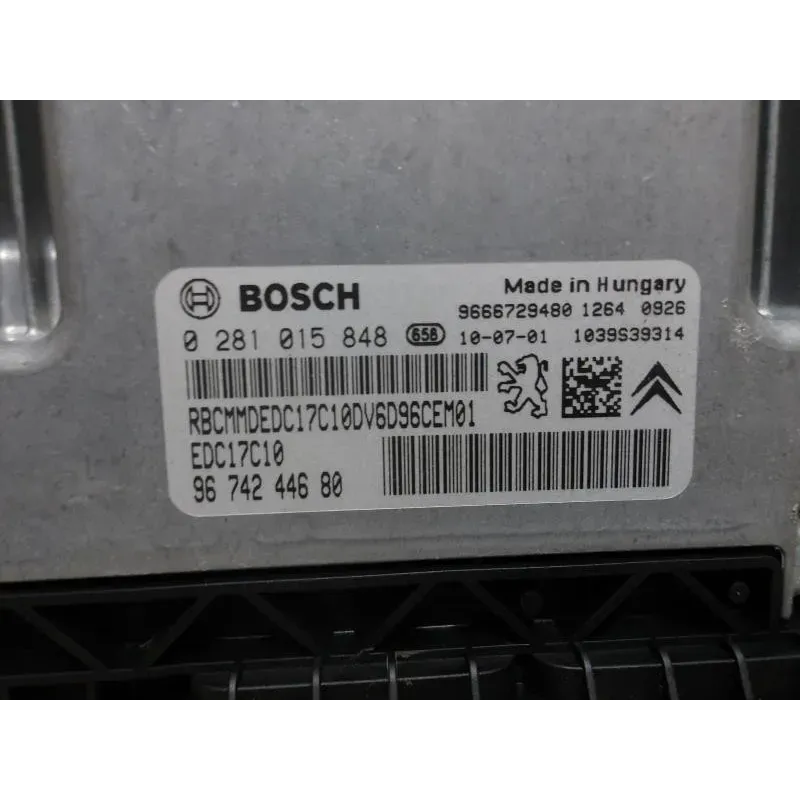 BOSCH
Made in Hungary
9666729480 1264 0926
0 281 015 848 658 10-07-01 1039S39314
RBCMMDEDC17C10DV6D96CEM01
EDC17C10
96 742 446 80